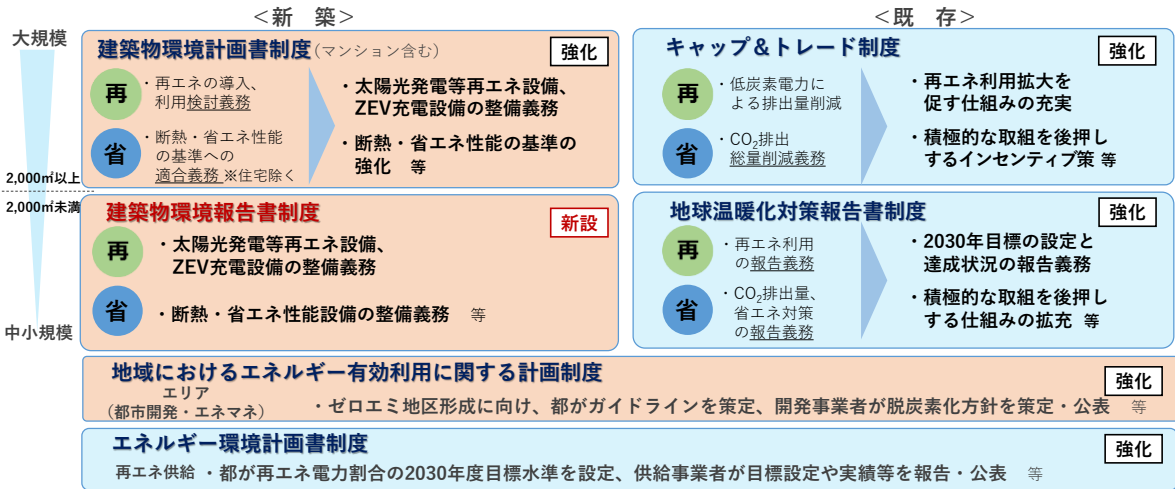 ＜新　築＞
＜既　存＞
大規模
2,000㎡以上
2,000㎡未満
中小規模
建築物環境計画書制度(マンション含む)
強化
再
・再エネの導入、
利用検討義務
省
・断熱・省エネ性能
の基準への
適合義務 ※住宅除く
・太陽光発電等再エネ設備、
ZEV充電設備の整備義務
・断熱・省エネ性能の基準の
強化　等
キャップ＆トレード制度
強化
再
・低炭素電力に
よる排出量削減
省
・CO₂排出
総量削減義務
・再エネ利用拡大を
促す仕組みの充実
・積極的な取組を後押し
するインセンティブ策 等
建築物環境報告書制度
新設
再
・太陽光発電等再エネ設備、
ZEV充電設備の整備義務
省
・断熱・省エネ性能設備の整備義務　等
地球温暖化対策報告書制度
強化
再
・再エネ利用
の報告義務
省
・CO₂排出量、
省エネ対策
の報告義務
・2030年目標の設定と
達成状況の報告義務
・積極的な取組を後押し
する仕組みの拡充　等
地域におけるエネルギー有効利用に関する計画制度
強化
エリア
(都市開発・エネマネ)
・ゼロエミ地区形成に向け、都がガイドラインを策定、開発事業者が脱炭素化方針を策定・公表　等
エネルギー環境計画書制度
強化
再エネ供給 ・都が再エネ電力割合の2030年度目標水準を設定、供給事業者が目標設定や実績等を報告・公表　等